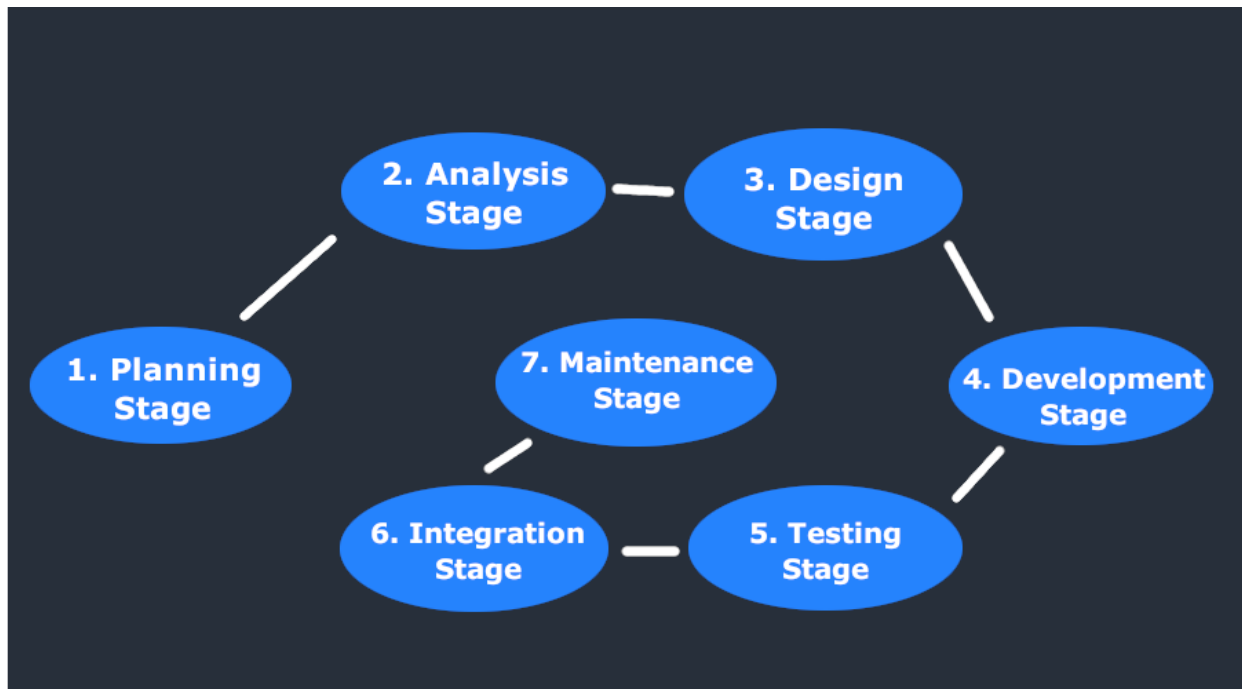 1. Planning
Stage
2. Analysis
Stage
3. Design
Stage
4. Development
Stage
5. Testing
Stage
6. Integration
Stage
7. Maintenance
Stage